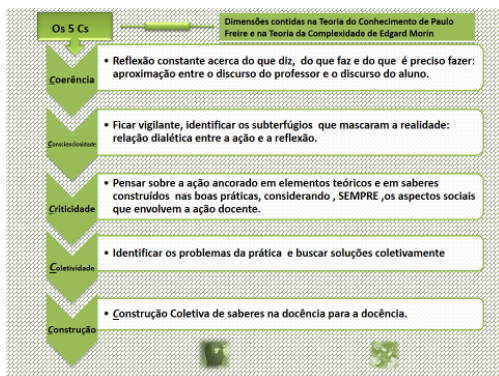 Os 5 Cs
Dimensões contidas na Teoria do Conhecimento de Paulo
Freire e na Teoria da Complexidade de Edgard Morin
Coerência
• Reflexão constante acerca do que diz, do que faz e do que é preciso fazer:
aproximação entre o discurso do professor e o discurso do aluno.
Conscienciosidade
• Ficar vigilante, identificar os subterfúgios que mascaram a realidade:
relação dialética entre a ação e a reflexão.
Criticidade
• Pensar sobre a ação ancorado em elementos teóricos e em saberes
construídos nas boas práticas, considerando , SEMPRE ,os aspectos sociais
que envolvem a ação docente.
Coletividade
• Identificar os problemas da prática e buscar soluções coletivamente
Construção
• Construção Coletiva de saberes na docência para a docência.